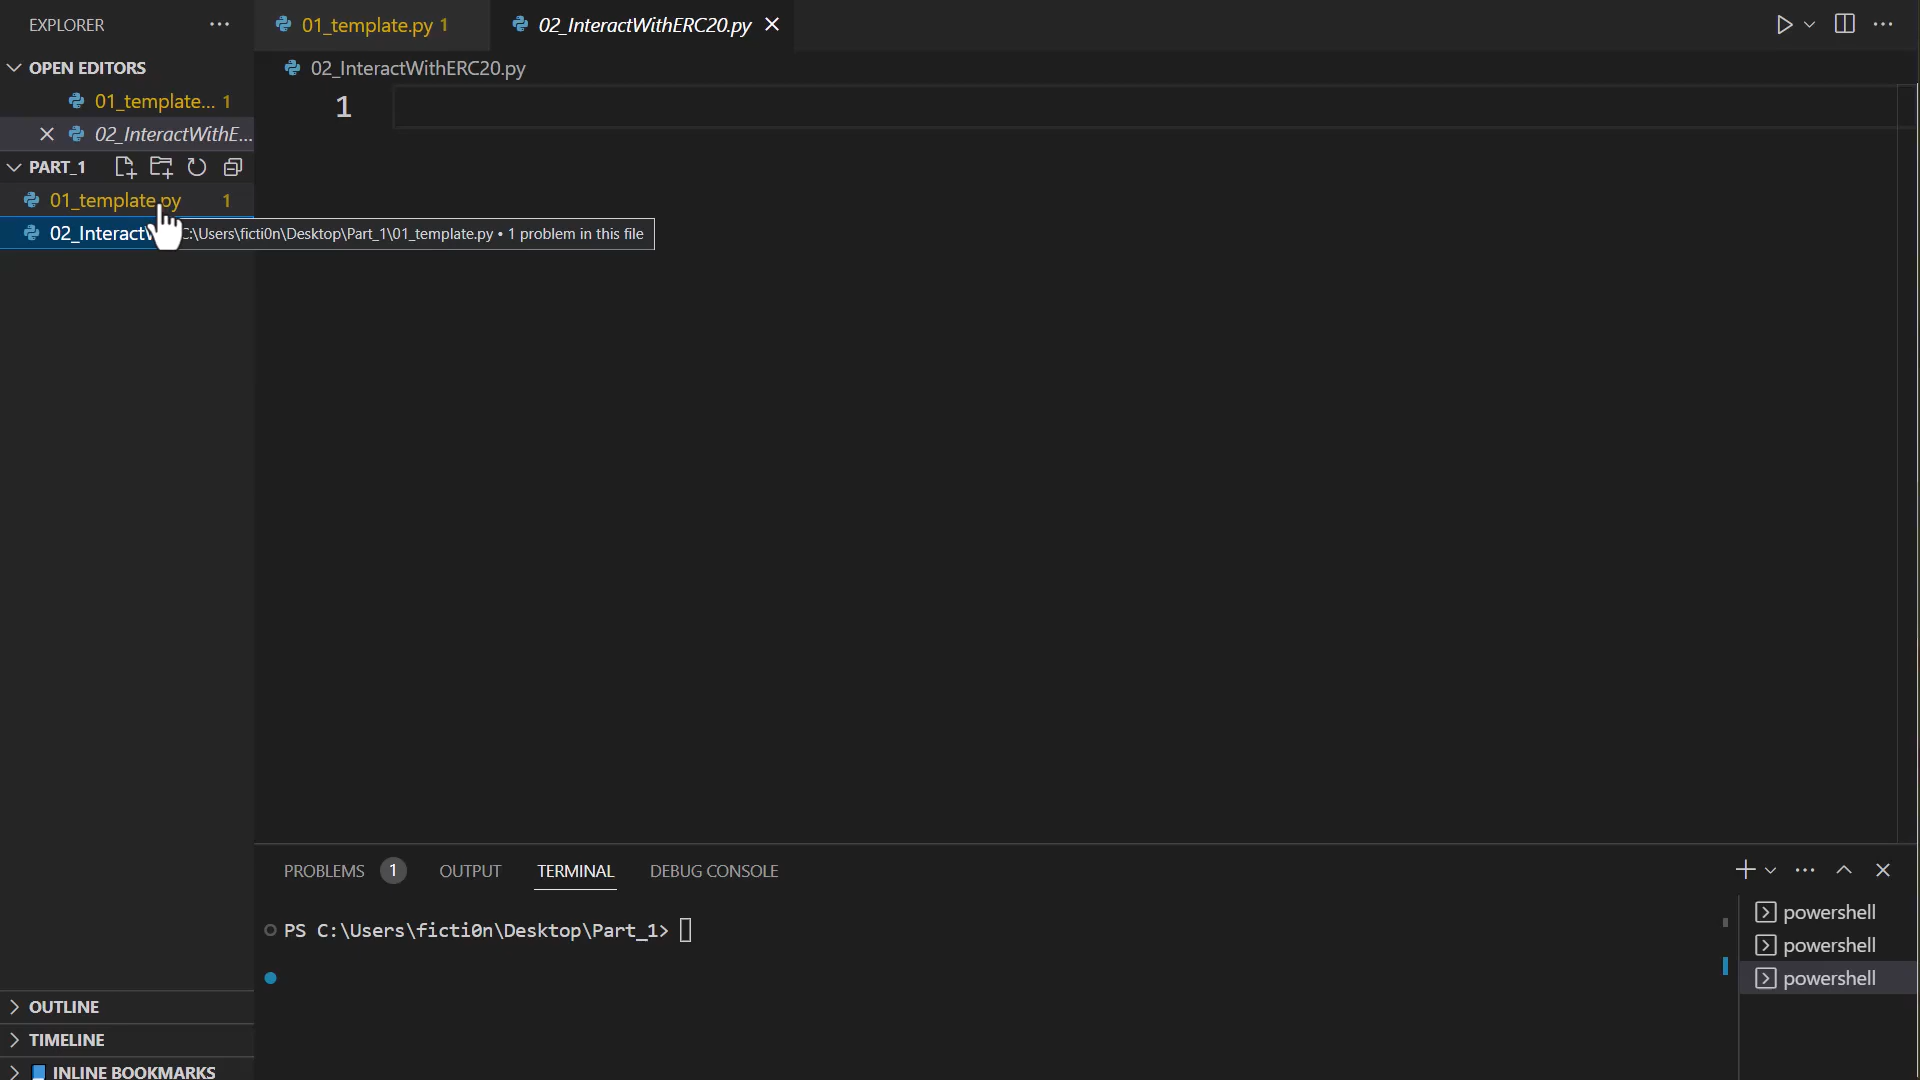 EXPLORER
OPEN EDITORS
01_template... 1
02_InteractWithE...
PART_1
01_template.py 1
02_InteractW
01_template.py 1
02_InteractWithERC20.py
02_InteractWithERC20.py
1
C:\Users\ficti0n\Desktop\Part_1\01_template.py • 1 problem in this file
PROBLEMS 1 OUTPUT TERMINAL DEBUG CONSOLE
PS C:\Users\ficti0n\Desktop\Part_1>
powershell
powershell
powershell
OUTLINE
TIMELINE
INLINE BOOKMARKS